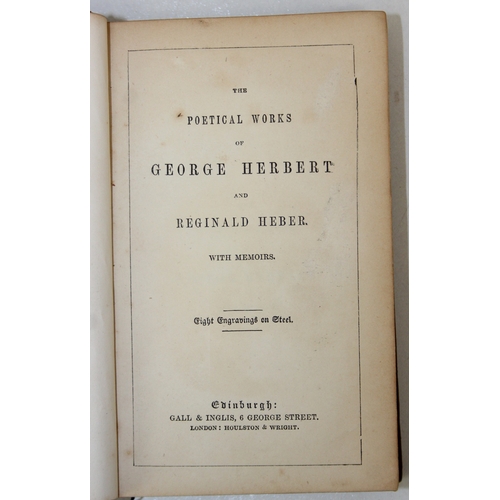 THE
POETICAL WORKS
OF
GEORGE HERBERT
AND
REGINALD HEBER.
WITH MEMOIRS.
Eight Engravings on Steel.
Edinburgh:
GALL & INGLIS, 6 GEORGE STREET.
LONDON: HOULSTON & WRIGHT.